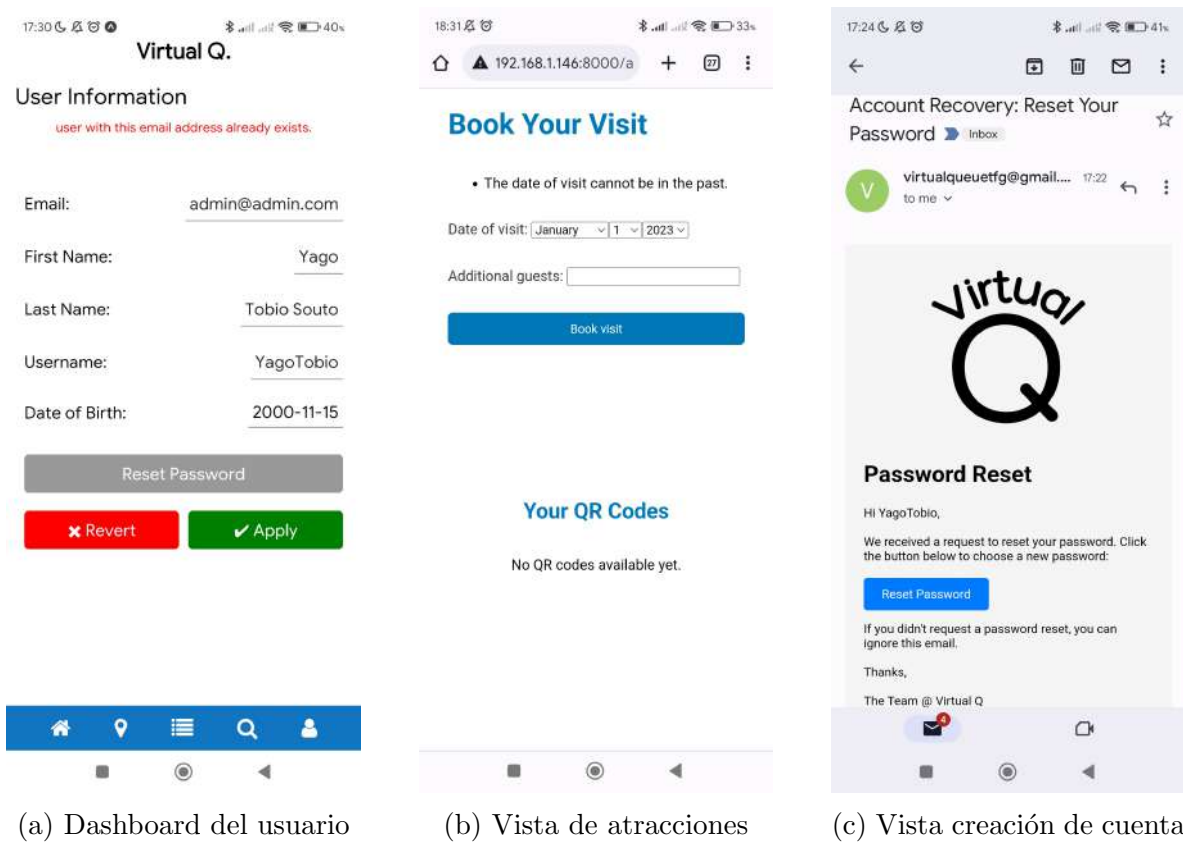 17:30
40%
Virtual Q.
User Information
user with this email address already exists.
Email: admin@admin.com
First Name: Yago
Last Name: Tobio Souto
Username: YagoTobio
Date of Birth: 2000-11-15
Reset Password
Revert
Apply
(a) Dashboard del usuario
18:31
33%
192.168.1.146:8000/a
27
Book Your Visit
• The date of visit cannot be in the past.
Date of visit: January 1 2023
Additional guests:
Book visit
Your QR Codes
No QR codes available yet.
(b) Vista de atracciones
17:24
41%
Account Recovery: Reset Your
Password Inbox
V
virtualqueuetfg@gmail.... 17:22
to me
Virtual
Q
Password Reset
Hi YagoTobio,
We received a request to reset your password. Click
the button below to choose a new password:
Reset Password
If you didn't request a password reset, you can
ignore this email.
Thanks,
The Team @ Virtual Q
4
(c) Vista creación de cuenta